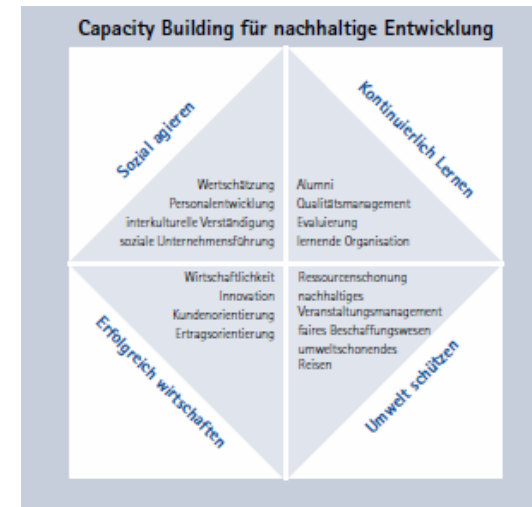 Capacity Building für nachhaltige Entwicklung
Sozial agieren
Wertschätzung
Personalentwicklung
interkulturelle Verständigung
soziale Unternehmensführung
Kontinuierlich Lernen
Alumni
Qualitätsmanagement
Evaluierung
lernende Organisation
Erfolgreich wirtschaften
Wirtschaftlichkeit
Innovation
Kundenorientierung
Ertragsorientierung
Ressourcenschonung
nachhaltiges
Veranstaltungsmanagement
faires Beschaffungswesen
umweltschonendes
Reisen
Umwelt schützen